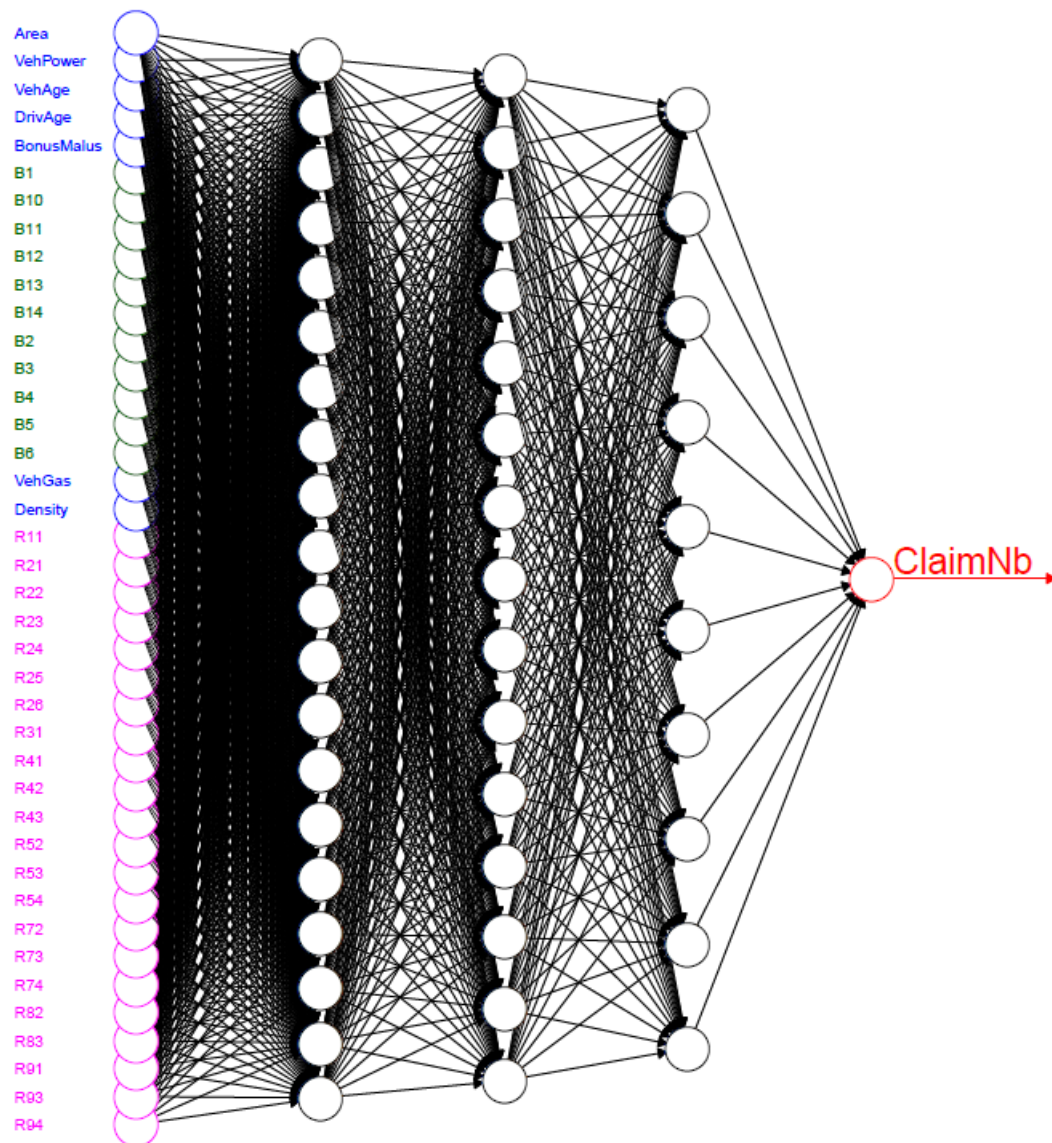 Area
VehPower
VehAge
DrivAge
BonusMalus
B1
B10
B11
B12
B13
B14
B2
B3
B4
B5
B6
VehGas
Density
R11
R21
R22
R23
R24
R25
R26
R31
R41
R42
R43
R52
R53
R54
R72
R73
R74
R82
R83
R91
R93
R94
ClaimNb